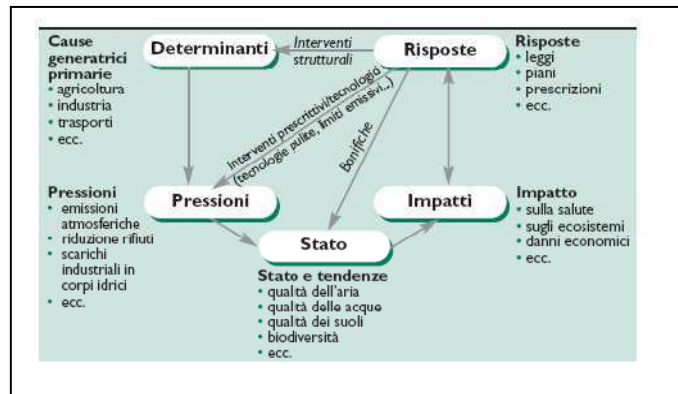 Cause
generatrici
primarie
• agricoltura
• industria
• trasporti
• ecc.
Determinanti
Interventi
strutturali
Risposte
Risposte
• leggi
• piani
• prescrizioni
• ecc.
Interventi prescrittivi/tecnologici
(tecnologie pulite, limiti emissivi...)
Bonifiche
Pressioni
• emissioni
atmosferiche
• riduzione rifiuti
• scarichi
industriali in
corpi idrici
• ecc.
Pressioni
Stato
Impatti
Impatto
• sulla salute
• sugli ecosistemi
• danni economici
• ecc.
Stato e tendenze
• qualità dell'aria
• qualità delle acque
• qualità dei suoli
• biodiversità
• ecc.